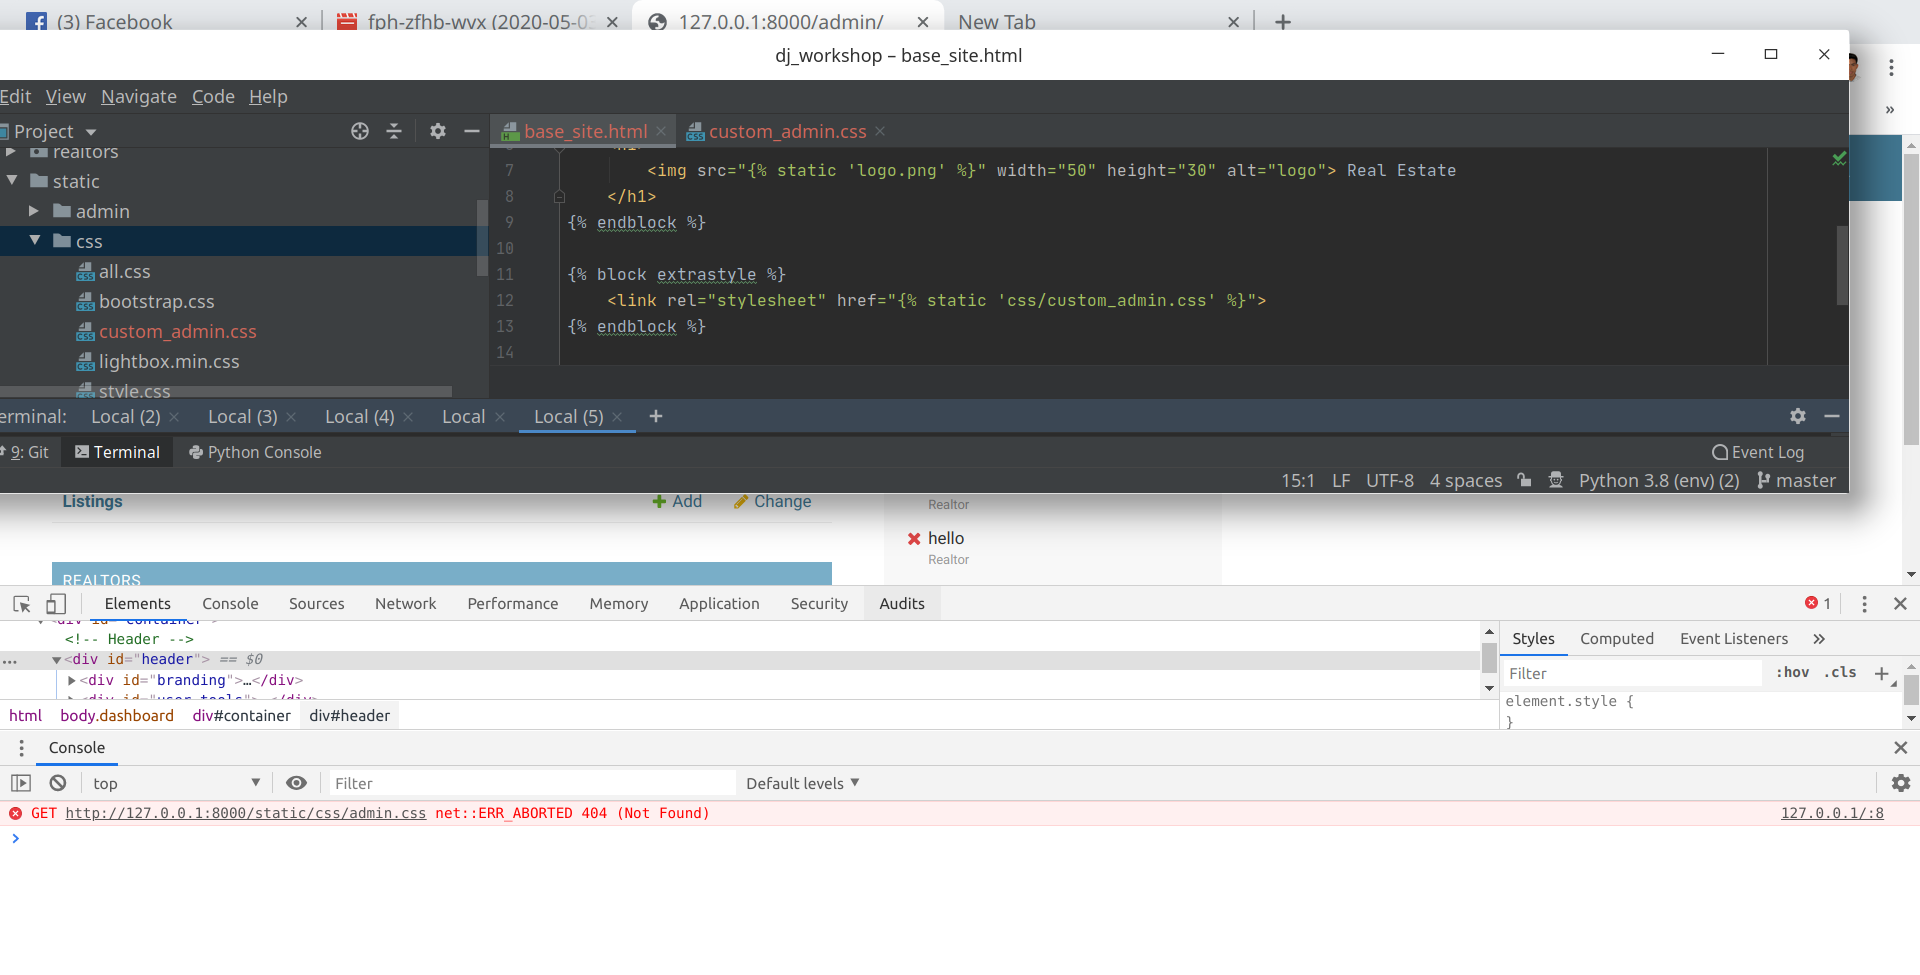 (3) Facebook
fph-zfhb-wvx (2020-05-03
127.0.0.1:8000/admin/
New Tab
dj_workshop – base_site.html
Edit View Navigate Code Help
Project
base_site.html
custom_admin.css
realtors
static
admin
css
all.css
bootstrap.css
custom_admin.css
lightbox.min.css
style.css
7 <img src="{% static 'logo.png' %}" width="50" height="30" alt="logo"> Real Estate
8 </h1>
9 {% endblock %}
10
11 {% block extrastyle %}
12 <link rel="stylesheet" href="{% static 'css/custom_admin.css' %}">
13 {% endblock %}
14
erminal: Local (2) Local (3) Local (4) Local Local (5) +
9: Git Terminal Python Console Event Log
15:1 LF UTF-8 4 spaces Python 3.8 (env) (2) master
Listings Add Change
Realtor
hello
Realtor
REALTORS
Elements Console Sources Network Performance Memory Application Security Audits 1
<!-- Header -->
<div id="header"> == $0
<div id="branding">…</div>
<div id="user-tools">…</div>
html body.dashboard div#container div#header
Styles Computed Event Listeners »
Filter :hov .cls +
element.style {
}
Console
top Filter Default levels ▼
GET http://127.0.0.1:8000/static/css/admin.css net::ERR_ABORTED 404 (Not Found) 127.0.0.1/:8